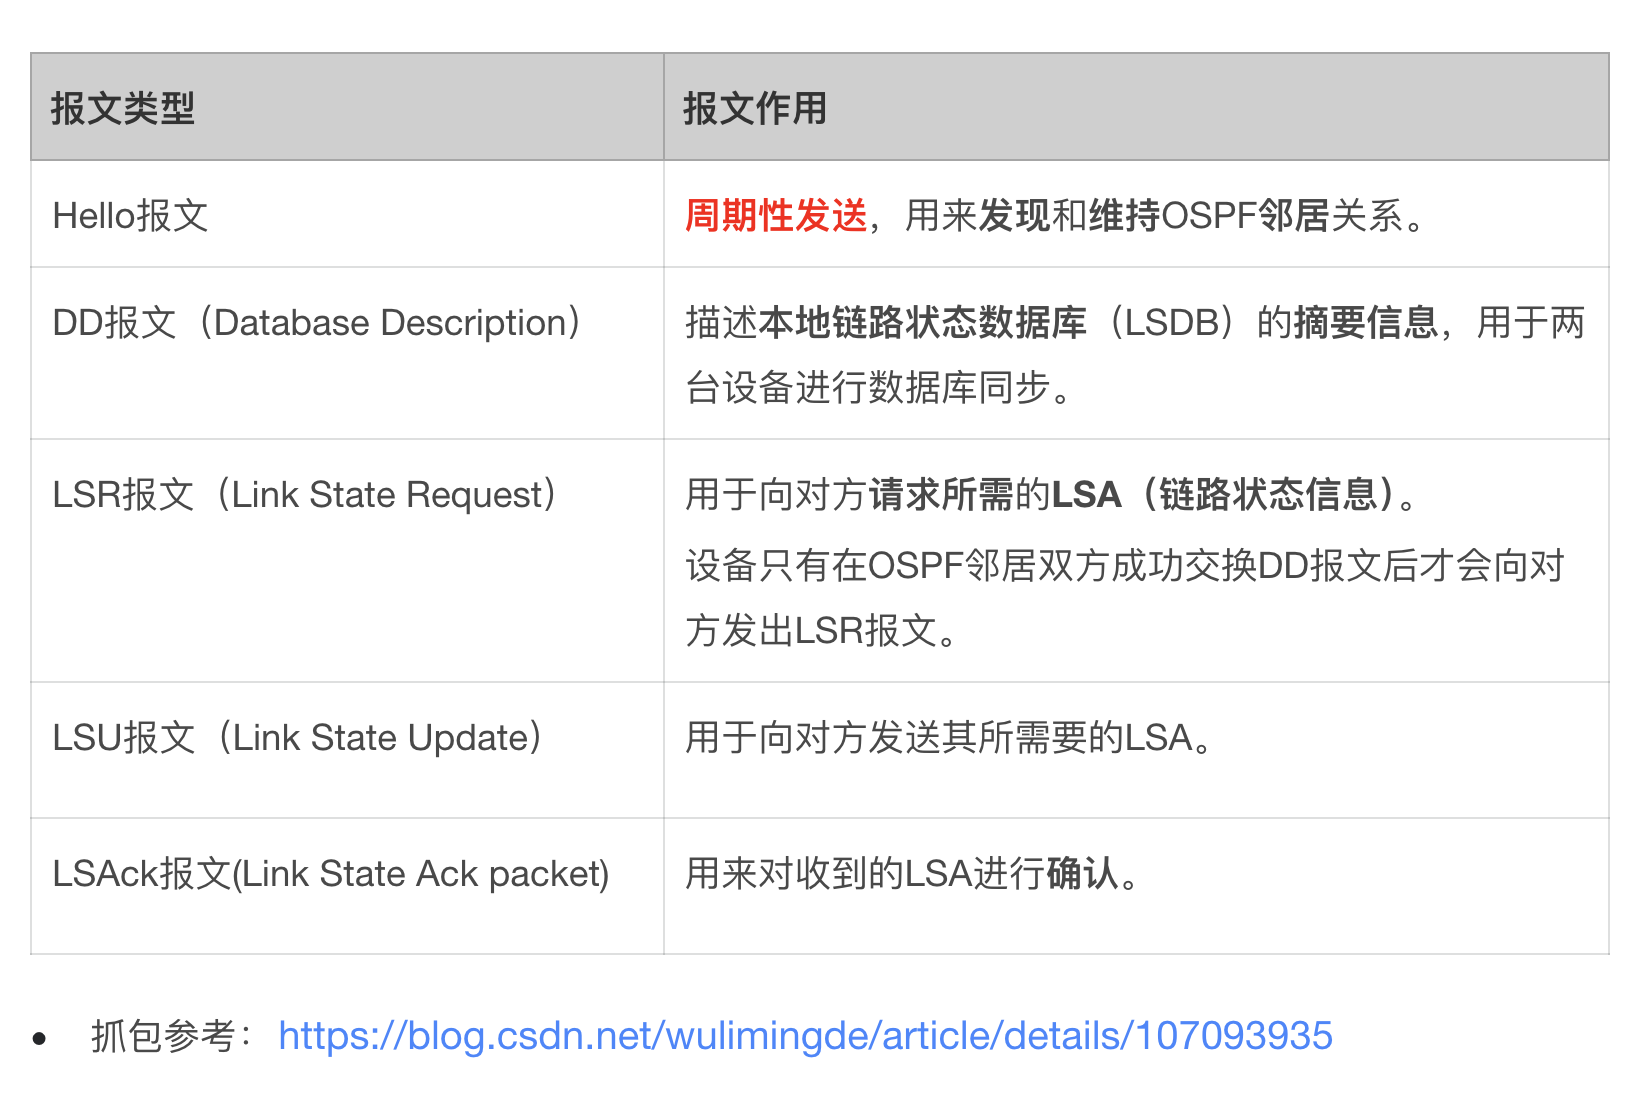 报文类型
报文作用
Hello报文
周期性发送，用来发现和维持OSPF邻居关系。
DD报文（Database Description）
描述本地链路状态数据库（LSDB）的摘要信息，用于两
台设备进行数据库同步。
LSR报文（Link State Request）
用于向对方请求所需的LSA（链路状态信息）。
设备只有在OSPF邻居双方成功交换DD报文后才会向对
方发出LSR报文。
LSU报文（Link State Update）
用于向对方发送其所需要的LSA。
LSAck报文(Link State Ack packet)
用来对收到的LSA进行确认。
• 抓包参考： https://blog.csdn.net/wulimingde/article/details/107093935